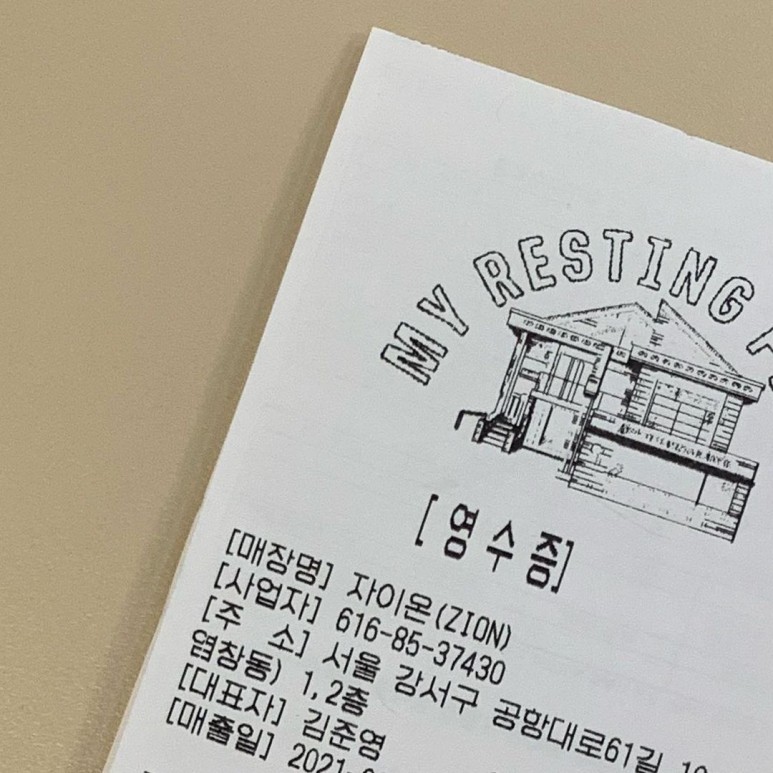 MY RESTING
[영수증]
[매장명] 자이온(ZION)
[사업자] 616-85-37430
[주 소] 서울 강서구 공항대로61길
염창동) 1,2층
[대표자] 김준영
[매출일] 2021